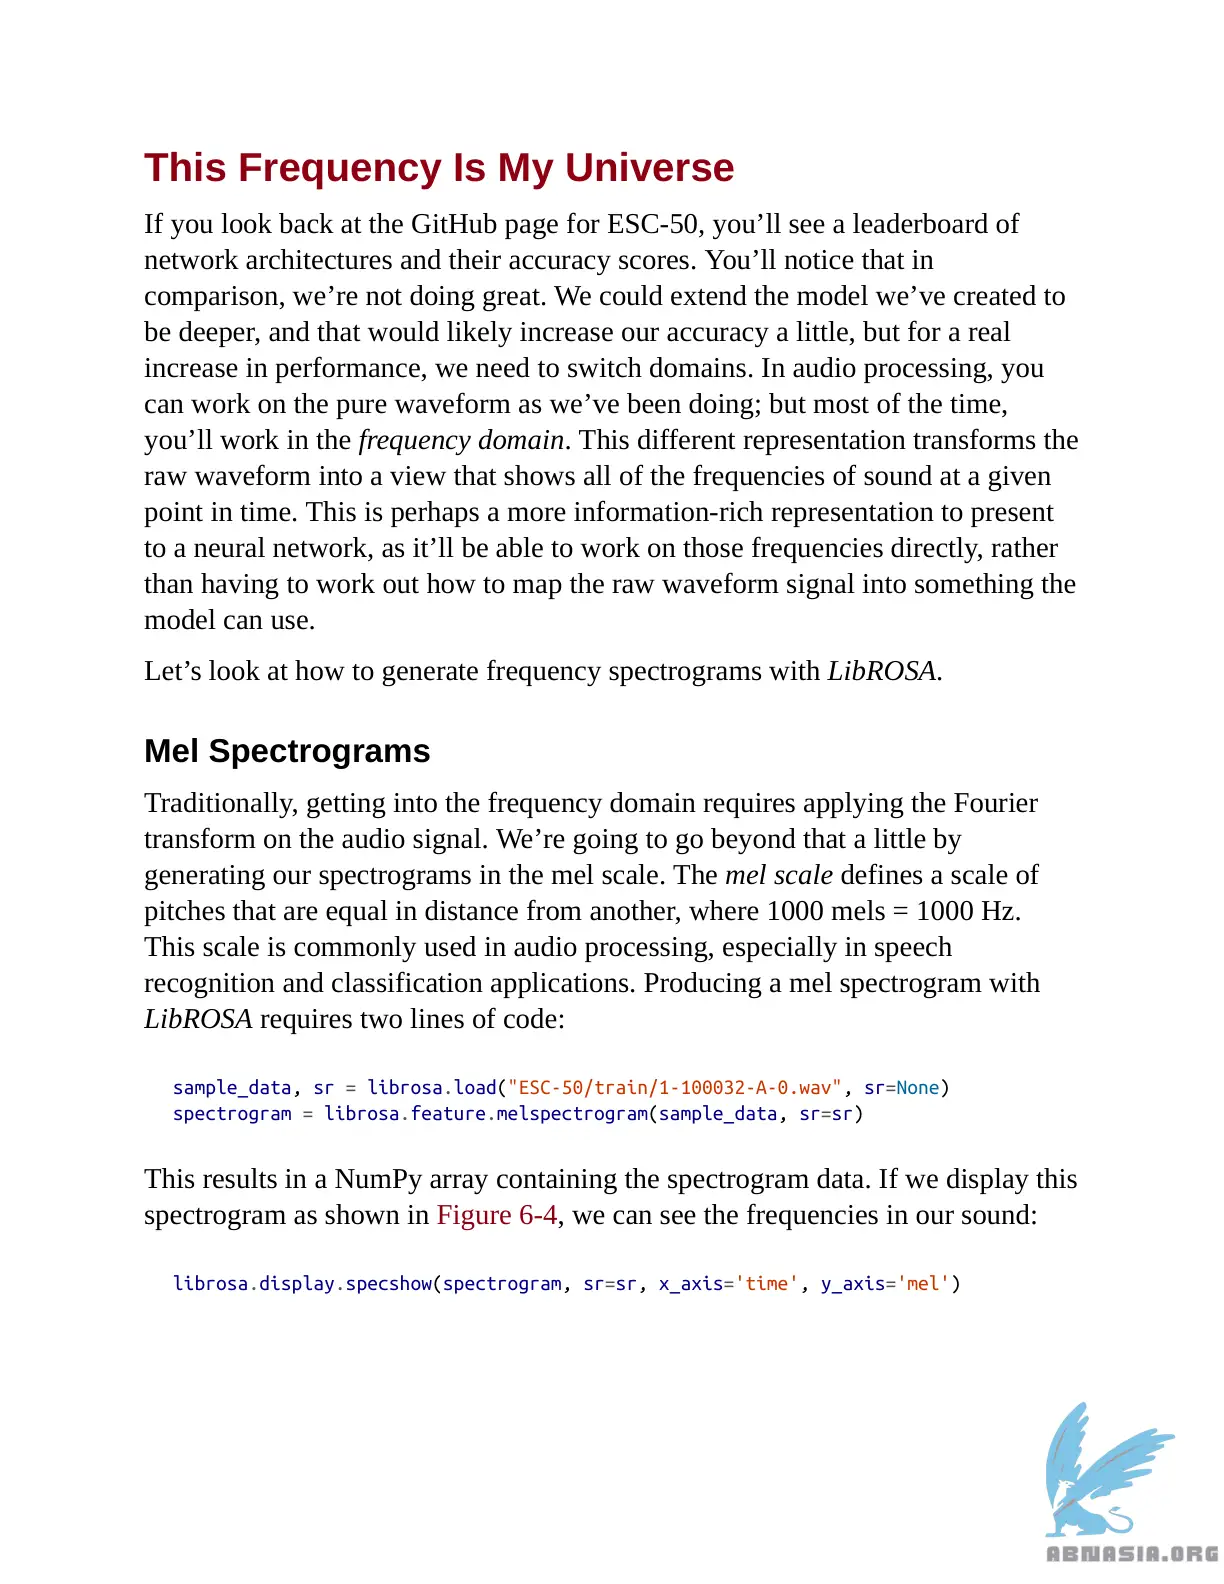 This Frequency Is My Universe
If you look back at the GitHub page for ESC-50, you’ll see a leaderboard of
network architectures and their accuracy scores. You’ll notice that in
comparison, we’re not doing great. We could extend the model we’ve created to
be deeper, and that would likely increase our accuracy a little, but for a real
increase in performance, we need to switch domains. In audio processing, you
can work on the pure waveform as we’ve been doing; but most of the time,
you’ll work in the frequency domain. This different representation transforms the
raw waveform into a view that shows all of the frequencies of sound at a given
point in time. This is perhaps a more information-rich representation to present
to a neural network, as it’ll be able to work on those frequencies directly, rather
than having to work out how to map the raw waveform signal into something the
model can use.
Let’s look at how to generate frequency spectrograms with LibROSA.
Mel Spectrograms
Traditionally, getting into the frequency domain requires applying the Fourier
transform on the audio signal. We’re going to go beyond that a little by
generating our spectrograms in the mel scale. The mel scale defines a scale of
pitches that are equal in distance from another, where 1000 mels = 1000 Hz.
This scale is commonly used in audio processing, especially in speech
recognition and classification applications. Producing a mel spectrogram with
LibROSA requires two lines of code:
sample_data, sr = librosa.load("ESC-50/train/1-100032-A-0.wav", sr=None)
spectrogram = librosa.feature.melspectrogram(sample_data, sr=sr)
This results in a NumPy array containing the spectrogram data. If we display this
spectrogram as shown in Figure 6-4, we can see the frequencies in our sound:
librosa.display.specshow(spectrogram, sr=sr, x_axis='time', y_axis='mel')
ABNASIA.ORG